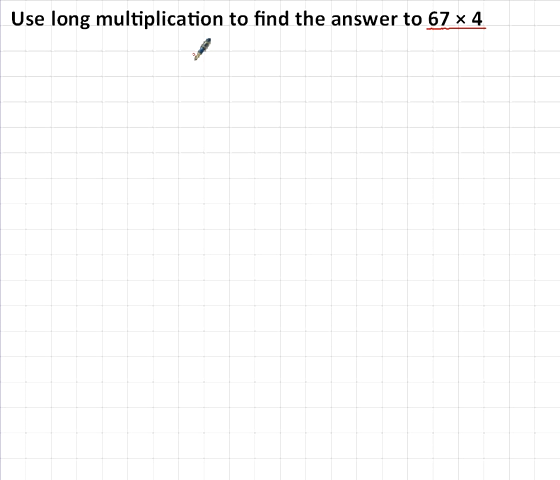 Use long multiplication to find the answer to 67 × 4